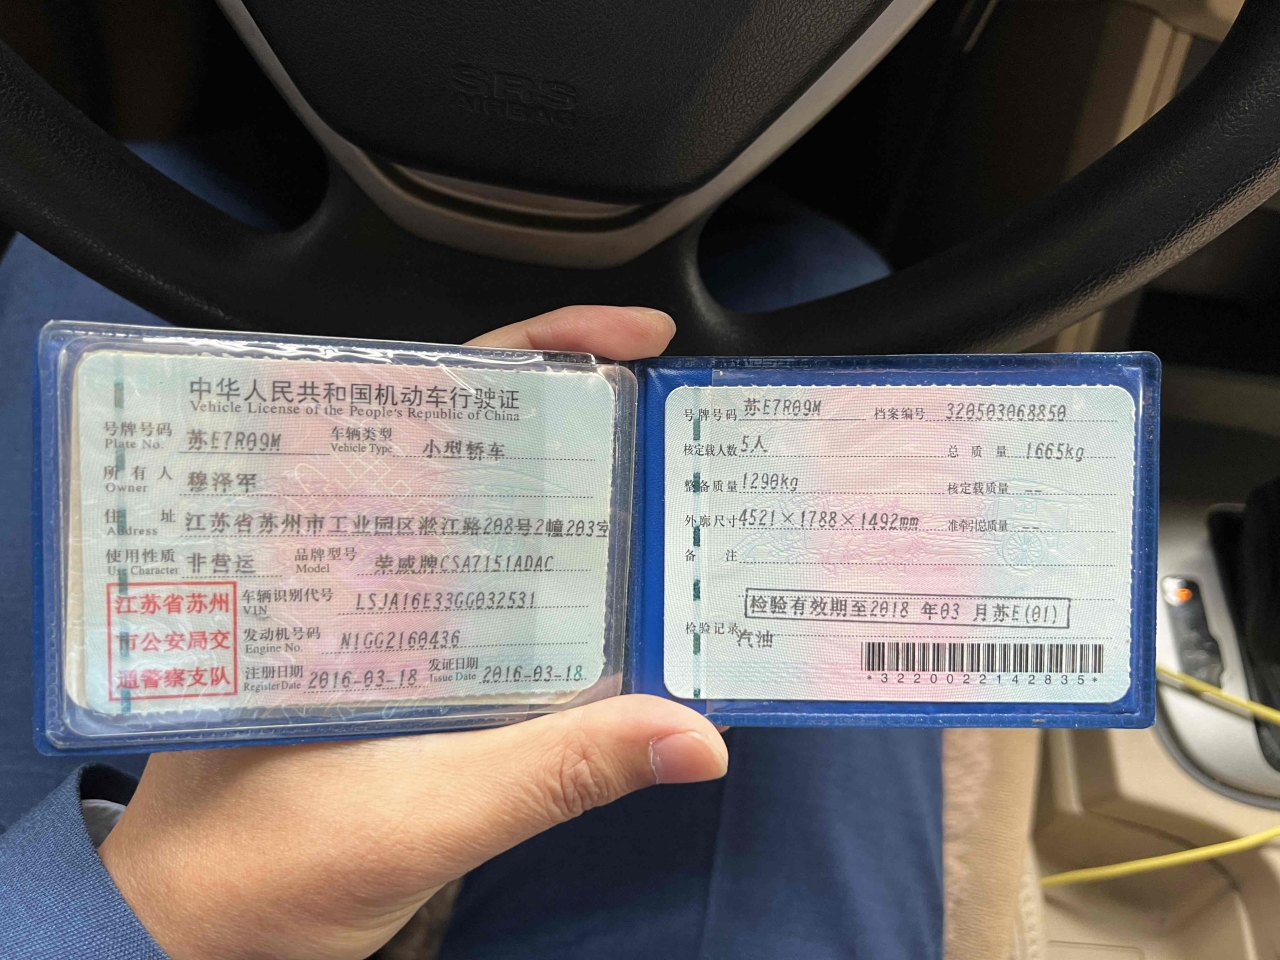 SRS
AIRBAG
中华人民共和国机动车行驶证
Vehicle License of the People's Republic of China
号牌号码 Plate No. 苏E7R09M 车辆类型 Vehicle Type 小型轿车
所有人 Owner 穆泽军
住址 Address 江苏省苏州市工业园区淞江路208号2幢203室
使用性质 Use Character 非营运 品牌型号 Model 荣威牌CSA7151ADAC
江苏省苏州
市公安局交
通警察支队
车辆识别代号 VIN LSJA16E33GG032531
发动机号码 Engine No. N1GG2160436
注册日期 Register Date 2016-03-18 发证日期 Issue Date 2016-03-18
号牌号码 苏E7R09M 档案编号 320503068850
核定载人数 5人 总质量 1665kg
整备质量 1290kg 核定载质量 --
外廓尺寸 4521×1788×1492mm 准牵引总质量 --
备注
检验有效期至2018 年03 月苏E(01)
检验记录
汽油
*3220022142835*